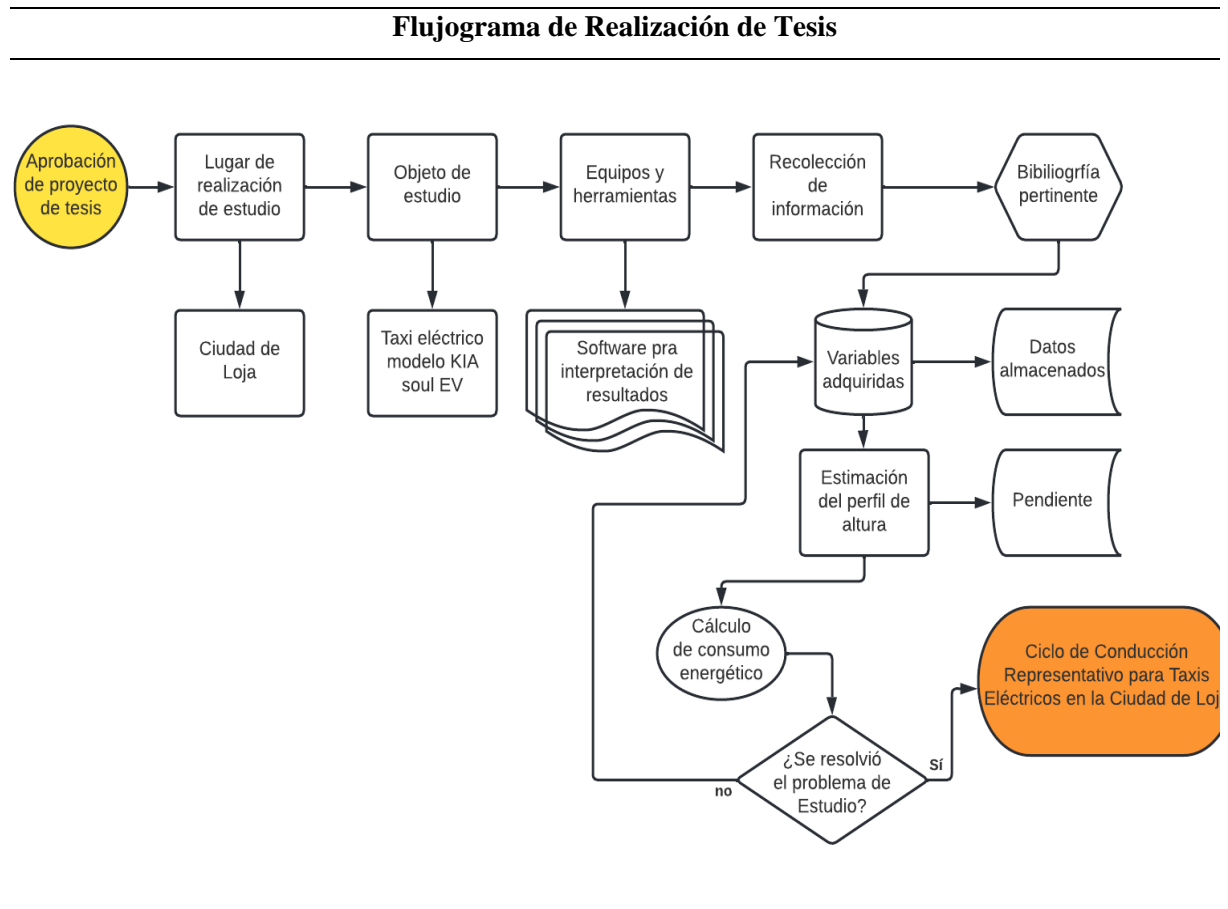 Flujograma de Realización de Tesis
Aprobación
de proyecto
de tesis
Lugar de
realización
de estudio
Objeto de
estudio
Equipos y
herramientas
Recolección
de
información
Bibiliogrfía
pertinente
Ciudad de
Loja
Taxi eléctrico
modelo KIA
soul EV
Software pra
interpretación de
resultados
Variables
adquiridas
Datos
almacenados
Estimación
del perfil de
altura
Pendiente
Cálculo
de consumo
energético
¿Se resolvió
el problema de
Estudio?
no
Sí
Ciclo de Conducción
Representativo para Taxis
Eléctricos en la Ciudad de Loj